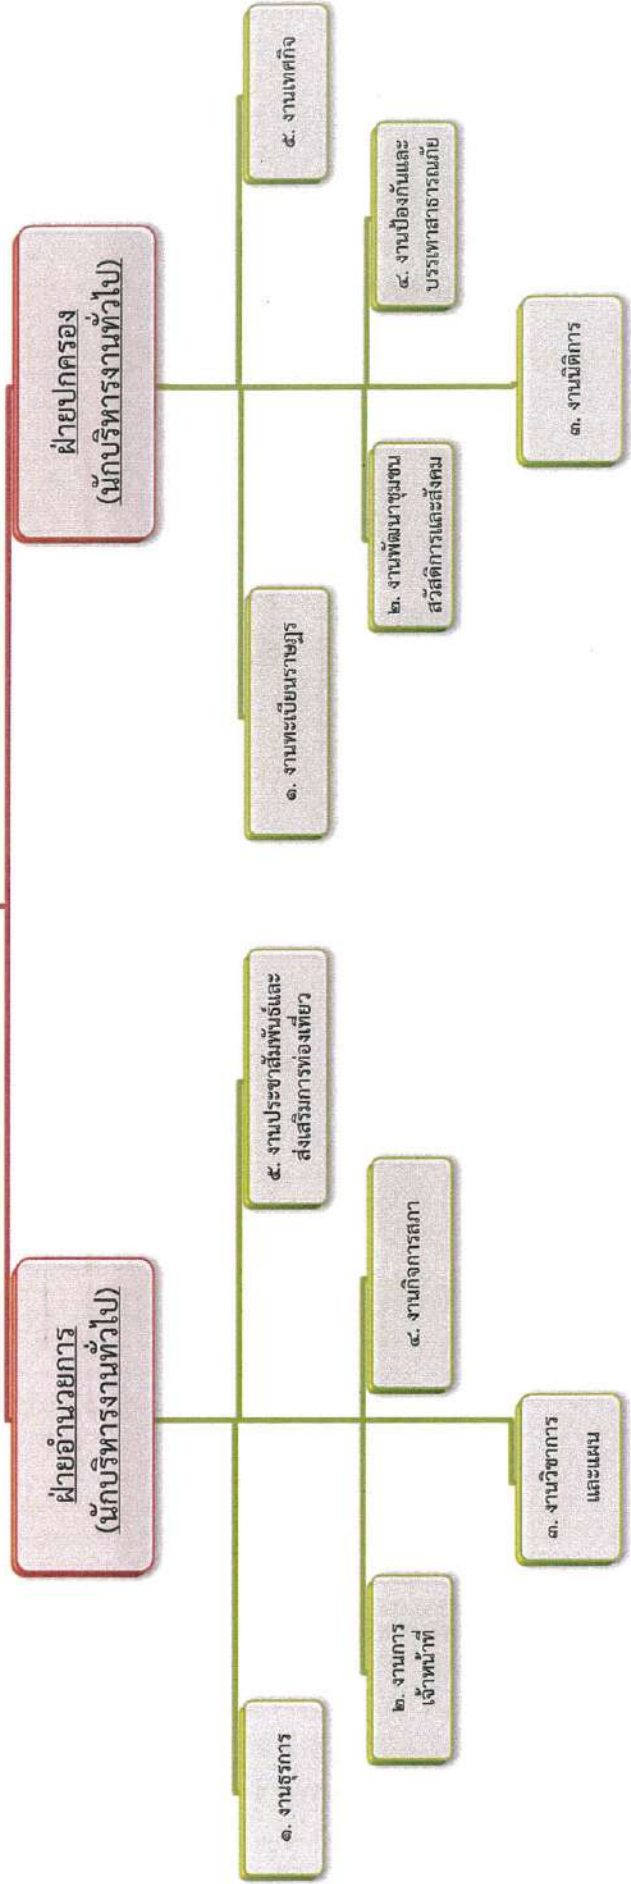 ฝ่ายอำนวยการ
(นักบริหารงานทั่วไป)
๑. งานธุรการ
๒. งานการ
เจ้าหน้าที่
๓. งานวิชาการ
และแผน
๔. งานกิจการสภา
๕. งานประชาสัมพันธ์และ
ส่งเสริมการท่องเที่ยว
ฝ่ายปกครอง
(นักบริหารงานทั่วไป)
๑. งานทะเบียนราษฎร
๒. งานพัฒนาชุมชน
สวัสดิการและสังคม
๓. งานนิติการ
๔. งานป้องกันและ
บรรเทาสาธารณภัย
๕. งานเทศกิจ